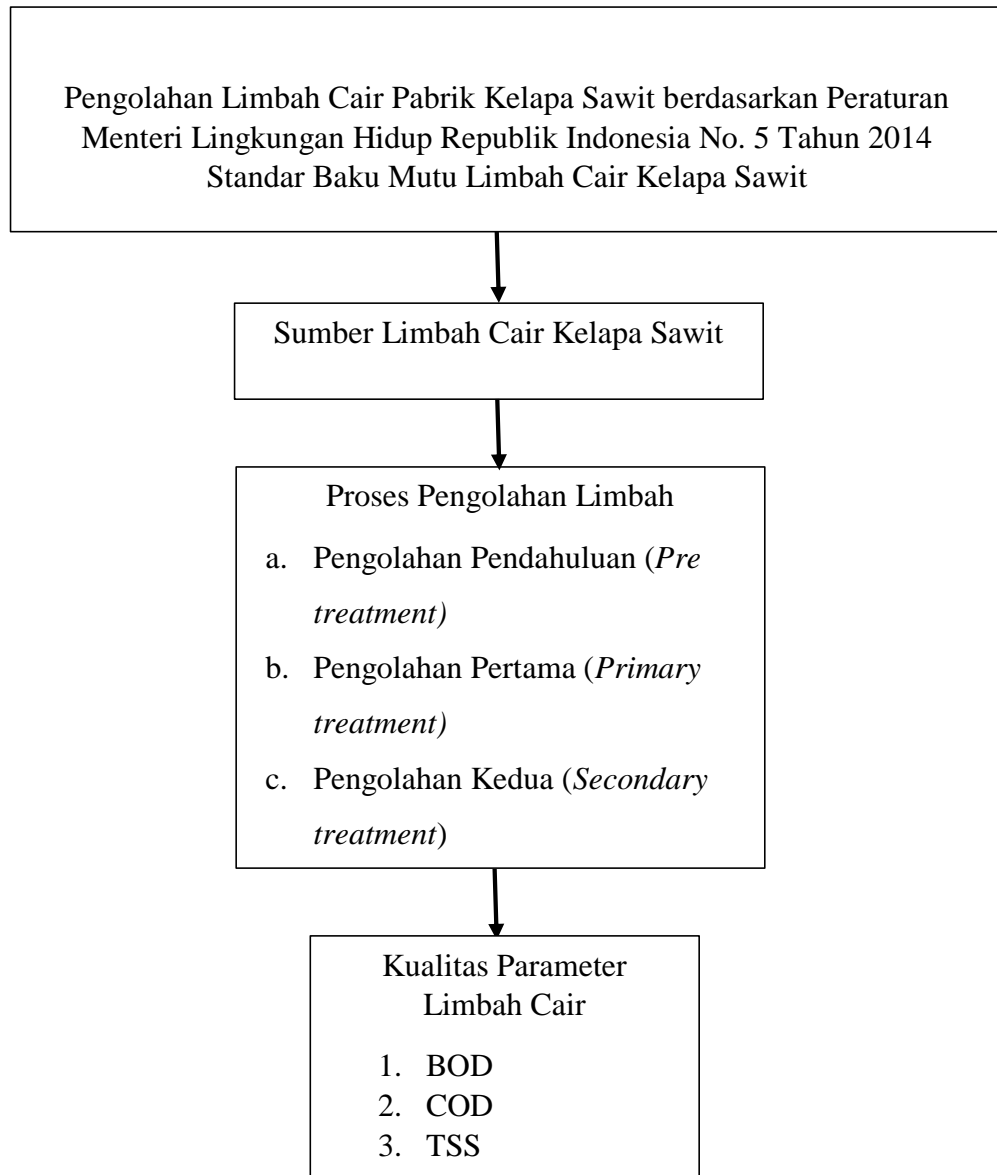 Pengolahan Limbah Cair Pabrik Kelapa Sawit berdasarkan Peraturan
Menteri Lingkungan Hidup Republik Indonesia No. 5 Tahun 2014
Standar Baku Mutu Limbah Cair Kelapa Sawit
Sumber Limbah Cair Kelapa Sawit
Proses Pengolahan Limbah
a. Pengolahan Pendahuluan (Pre
treatment)
b. Pengolahan Pertama (Primary
treatment)
c. Pengolahan Kedua (Secondary
treatment)
Kualitas Parameter
Limbah Cair
1. BOD
2. COD
3. TSS